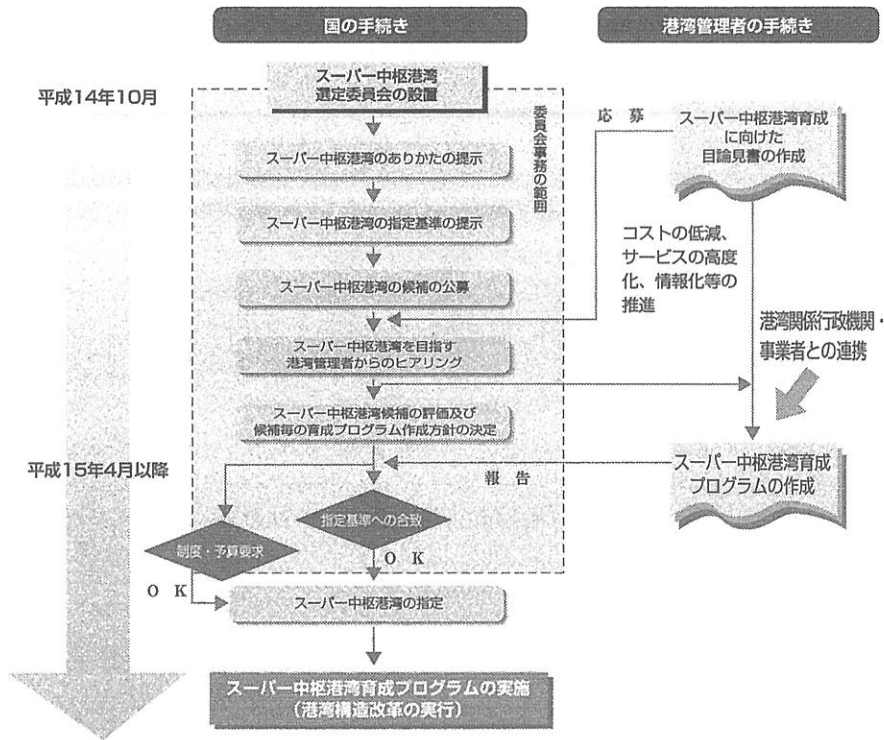 国の手続き
港湾管理者の手続き
平成14年10月
スーパー中枢港湾
選定委員会の設置
委員会事務の範囲
応 募
スーパー中枢港湾育成
に向けた
目論見書の作成
スーパー中枢港湾のありかたの提示
スーパー中枢港湾の指定基準の提示
コストの低減、
サービスの高度
化、情報化等の
推進
スーパー中枢港湾の候補の公募
港湾関係行政機関・
事業者との連携
スーパー中枢港湾を目指す
港湾管理者からのヒアリング
スーパー中枢港湾候補の評価及び
候補毎の育成プログラム作成方針の決定
平成15年4月以降
報 告
スーパー中枢港湾育成
プログラムの作成
指定基準への合致
制度・予算要求
O K
O K
スーパー中枢港湾の指定
スーパー中枢港湾育成プログラムの実施
(港湾構造改革の実行)